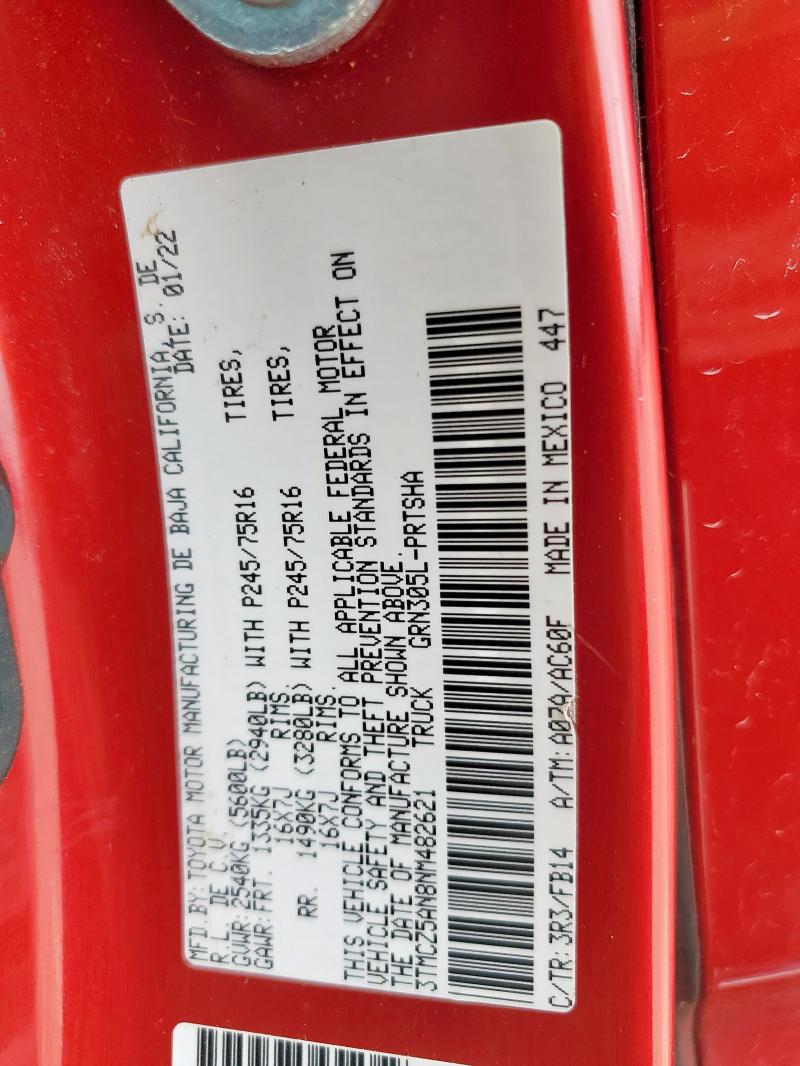 MFD.BY:TOYOTA MOTOR MANUFACTURING DE BAJA CALIFORNIA, S. DE
R.L. DE C.V. DATE: 01/22
GVWR:2540KG (5600LB)
GAWR:FRT. 1335KG (2940LB) WITH P245/75R16 TIRES,
16X7J RIMS.
RR. 1490KG (3280LB) WITH P245/75R16 TIRES,
16X7J RIMS.
THIS VEHICLE CONFORMS TO ALL APPLICABLE FEDERAL MOTOR
VEHICLE SAFETY AND THEFT PREVENTION STANDARDS IN EFFECT ON
THE DATE OF MANUFACTURE SHOWN ABOVE.
3TMCZ5AN8NM482621 TRUCK GRN305L-PRTSHA
C/TR:3R3/FB14 A/TM:A07A/AC60F MADE IN MEXICO 447